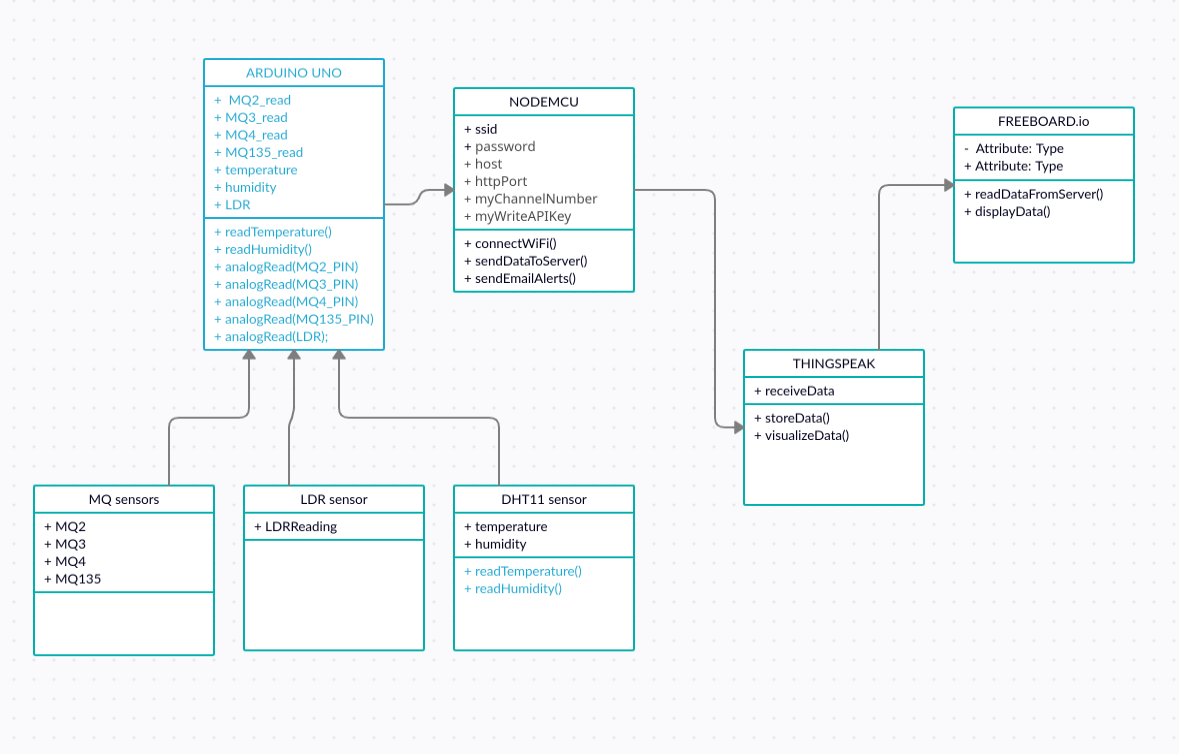 ARDUINO UNO
+ MQ2_read
+ MQ3_read
+ MQ4_read
+ MQ135_read
+ temperature
+ humidity
+ LDR
+ readTemperature()
+ readHumidity()
+ analogRead(MQ2_PIN)
+ analogRead(MQ3_PIN)
+ analogRead(MQ4_PIN)
+ analogRead(MQ135_PIN)
+ analogRead(LDR);
NODEMCU
+ ssid
+ password
+ host
+ httpPort
+ myChannelNumber
+ myWriteAPIKey
+ connectWiFi()
+ sendDataToServer()
+ sendEmailAlerts()
FREEBOARD.io
- Attribute: Type
+ Attribute: Type
+ readDataFromServer()
+ displayData()
THINGSPEAK
+ receiveData
+ storeData()
+ visualizeData()
MQ sensors
+ MQ2
+ MQ3
+ MQ4
+ MQ135
LDR sensor
+ LDRReading
DHT11 sensor
+ temperature
+ humidity
+ readTemperature()
+ readHumidity()